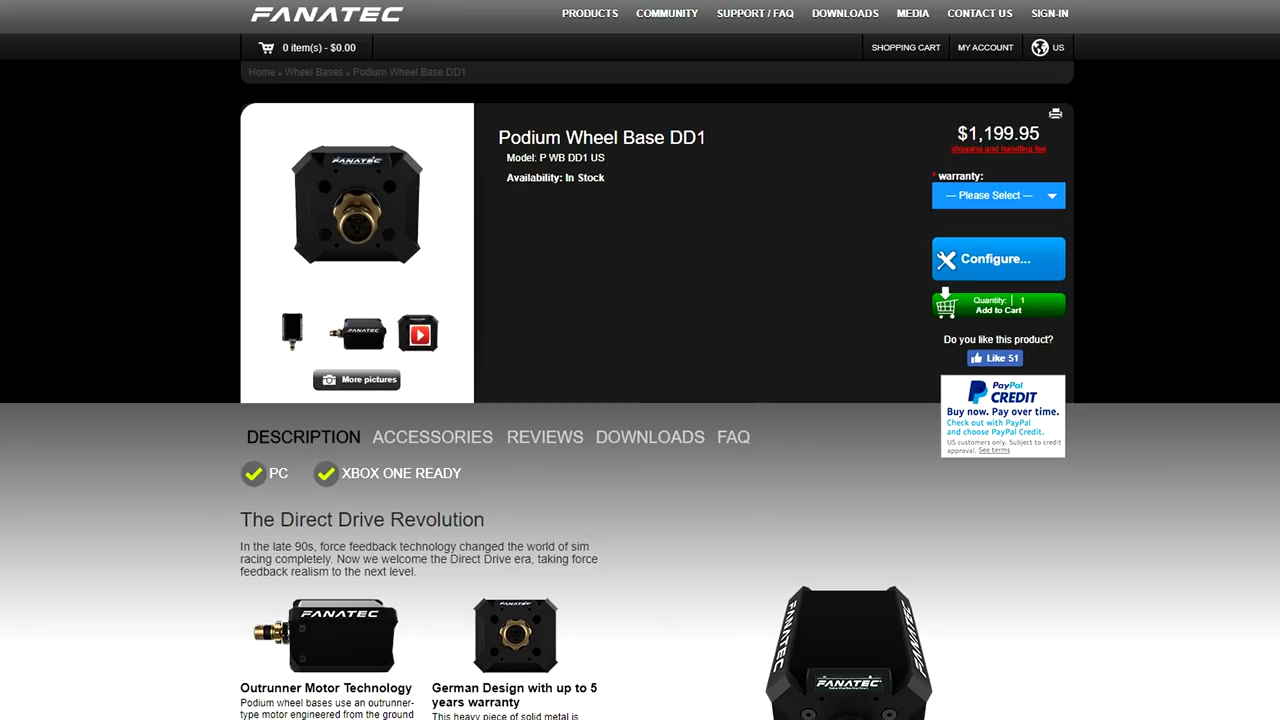 FANATEC
PRODUCTS COMMUNITY SUPPORT / FAQ DOWNLOADS MEDIA CONTACT US SIGN-IN
0 item(s) - $0.00
SHOPPING CART MY ACCOUNT US
Home » Wheel Bases » Podium Wheel Base DD1
FANATEC
FANATEC
More pictures
Podium Wheel Base DD1
Model: P WB DD1 US
Availability: In Stock
$1,199.95
shipping and handling fee
* warranty:
— Please Select —
Configure...
Quantity: 1
Add to Cart
Do you like this product?
Like 51
PayPal
CREDIT
Buy now. Pay over time.
Check out with PayPal
and choose PayPal Credit.
US customers only. Subject to credit
approval. See terms
DESCRIPTION ACCESSORIES REVIEWS DOWNLOADS FAQ
PC XBOX ONE READY
The Direct Drive Revolution
In the late 90s, force feedback technology changed the world of sim
racing completely. Now we welcome the Direct Drive era, taking force
feedback realism to the next level.
FANATEC
FANATEC
Outrunner Motor Technology
Podium wheel bases use an outrunner-
type motor engineered from the ground
German Design with up to 5
years warranty
This heavy piece of solid metal is
FANATEC
FANATEC
FANATEC